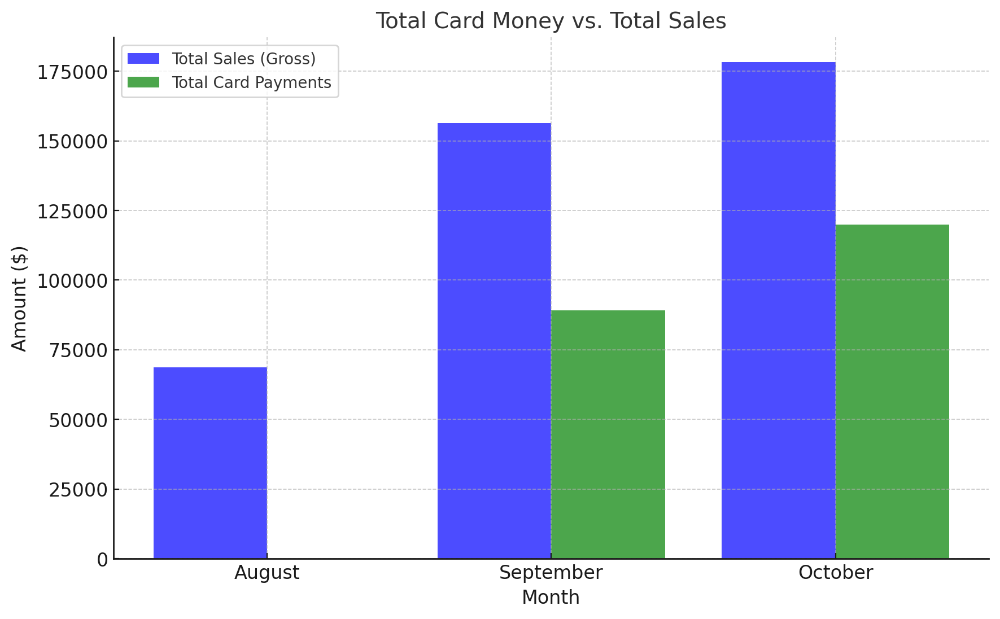 Total Card Money vs. Total Sales
Total Sales (Gross)
Total Card Payments
Amount ($)
175000
150000
125000
100000
75000
50000
25000
0
August
September
October
Month